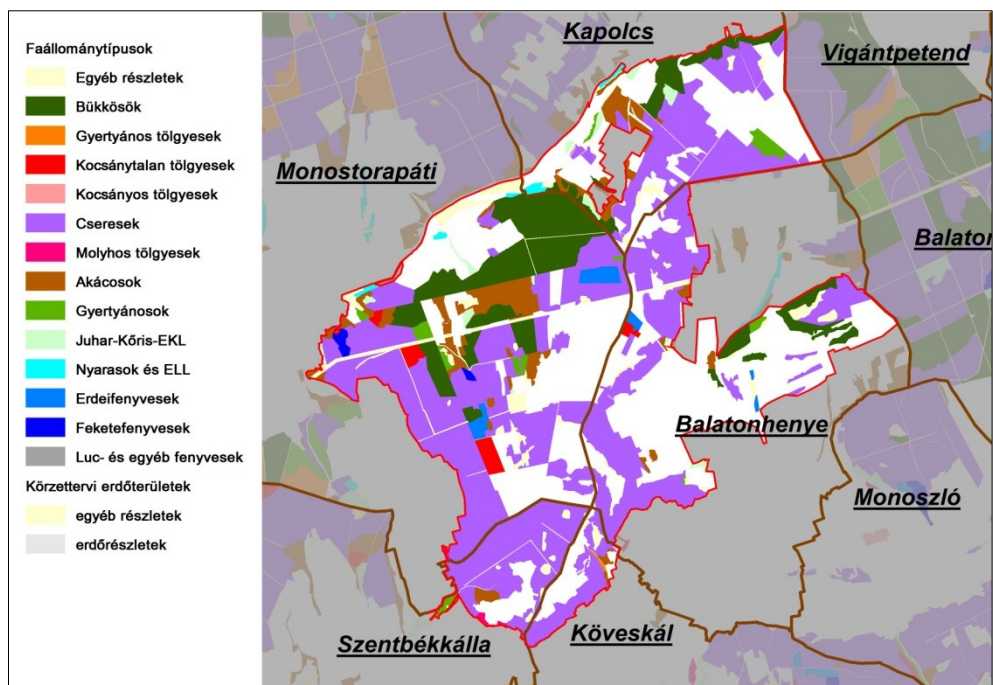 Faállománytípusok
Egyéb részletek
Bükkösök
Gyertyános tölgyesek
Kocsánytalan tölgyesek
Kocsányos tölgyesek
Cseresek
Molyhos tölgyesek
Akácosok
Gyertyánosok
Juhar-Kőris-EKL
Nyarasok és ELL
Erdeifenyvesek
Feketefenyvesek
Luc- és egyéb fenyvesek
Körzettervi erdőterületek
egyéb részletek
erdőrészletek
Kapolcs
Vigántpetend
Monostorapáti
Balaton
Balatonhenye
Monoszló
Szentbékkálla
Köveskál